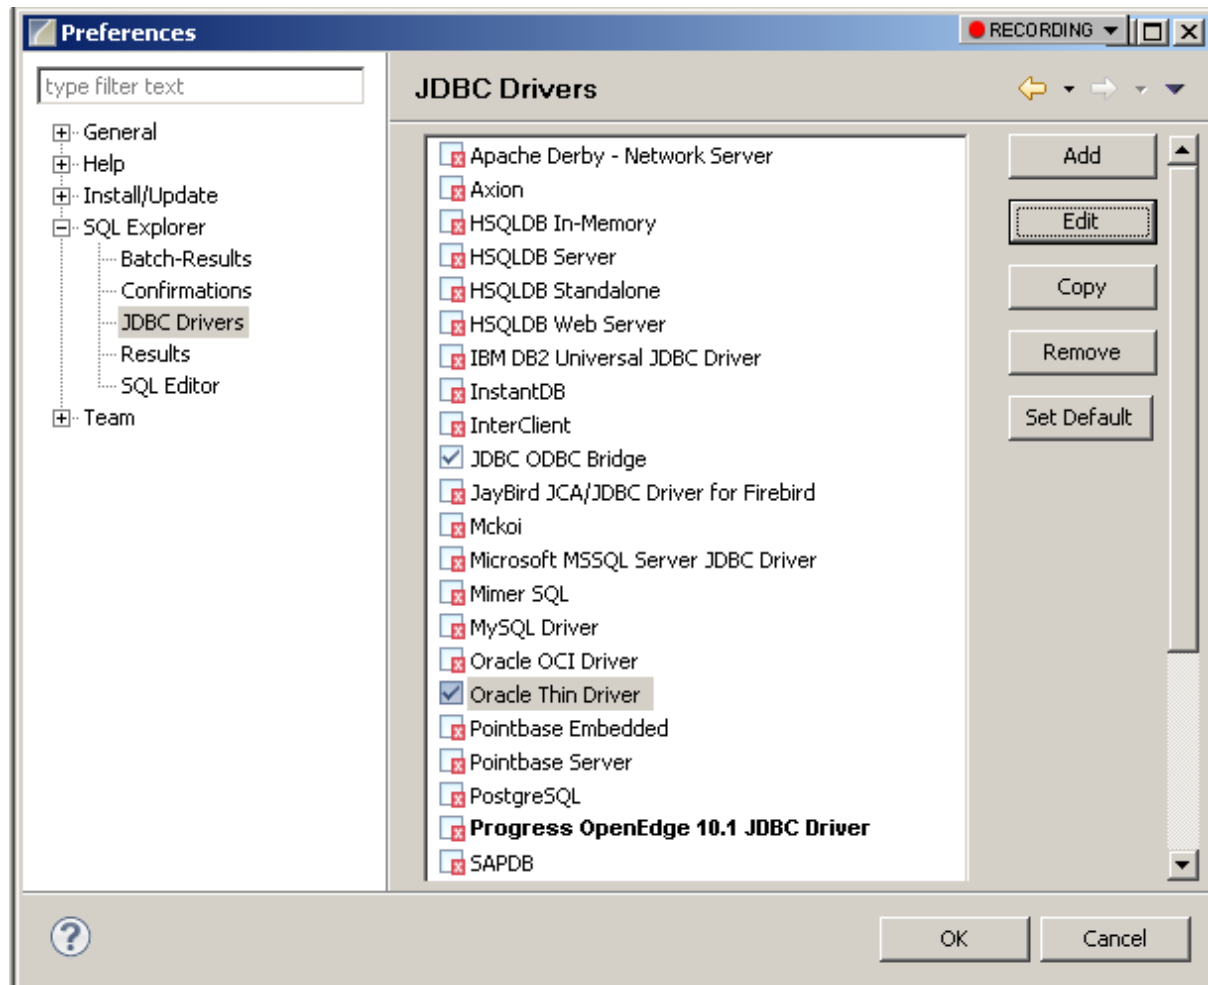 Preferences
RECORDING
type filter text
General
Help
Install/Update
SQL Explorer
Batch-Results
Confirmations
JDBC Drivers
Results
SQL Editor
Team
JDBC Drivers
Apache Derby - Network Server
Axion
HSQLDB In-Memory
HSQLDB Server
HSQLDB Standalone
HSQLDB Web Server
IBM DB2 Universal JDBC Driver
InstantDB
InterClient
JDBC ODBC Bridge
JayBird JCA/JDBC Driver for Firebird
Mckoi
Microsoft MSSQL Server JDBC Driver
Mimer SQL
MySQL Driver
Oracle OCI Driver
Oracle Thin Driver
Pointbase Embedded
Pointbase Server
PostgreSQL
Progress OpenEdge 10.1 JDBC Driver
SAPDB
Add
Edit
Copy
Remove
Set Default
?
OK
Cancel